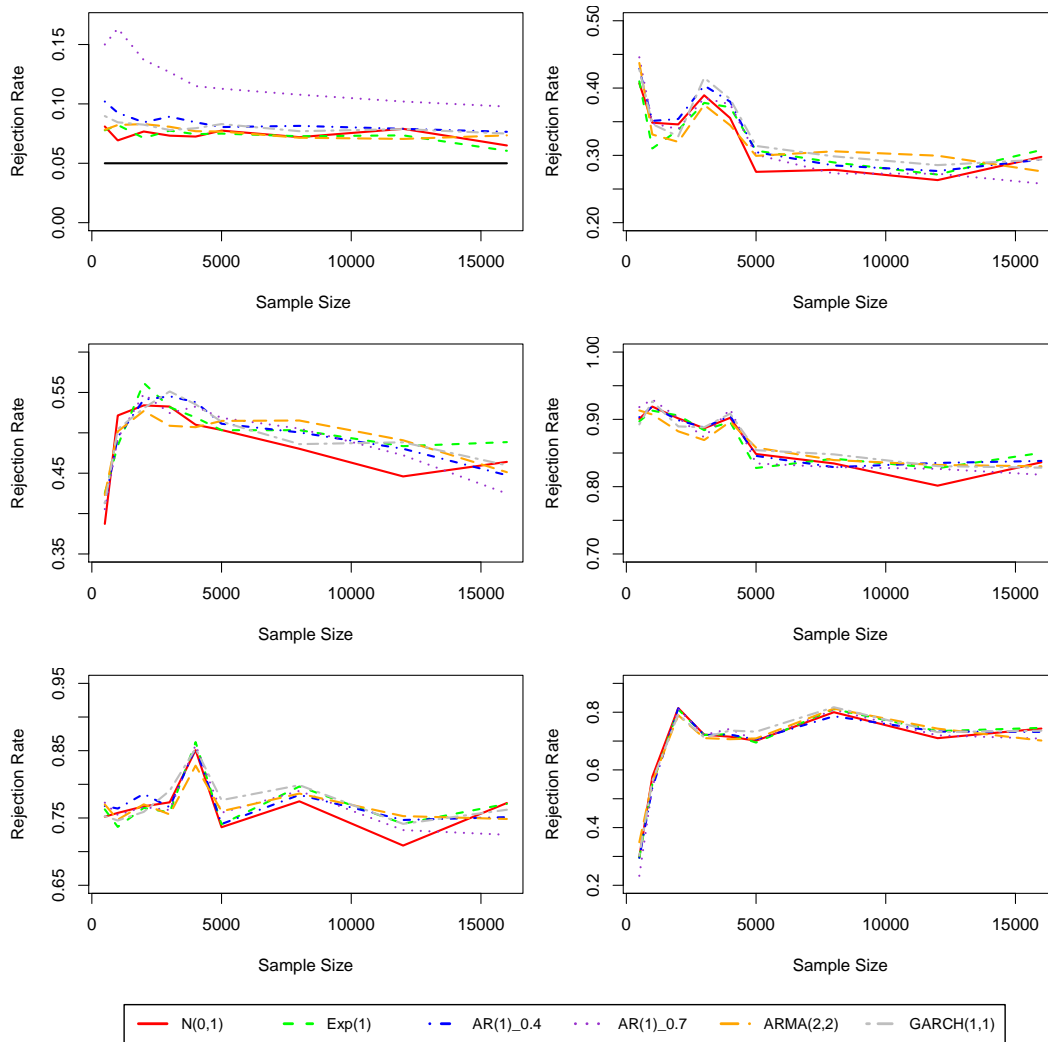 Rejection Rate
0.00 0.05 0.10 0.15
0 5000 10000 15000
Sample Size
Rejection Rate
0.20 0.30 0.40 0.50
0 5000 10000 15000
Sample Size
Rejection Rate
0.35 0.45 0.55
0 5000 10000 15000
Sample Size
Rejection Rate
0.70 0.80 0.90 1.00
0 5000 10000 15000
Sample Size
Rejection Rate
0.65 0.75 0.85 0.95
0 5000 10000 15000
Sample Size
Rejection Rate
0.2 0.4 0.6 0.8
0 5000 10000 15000
Sample Size
N(0,1) Exp(1) AR(1)_0.4 AR(1)_0.7 ARMA(2,2) GARCH(1,1)